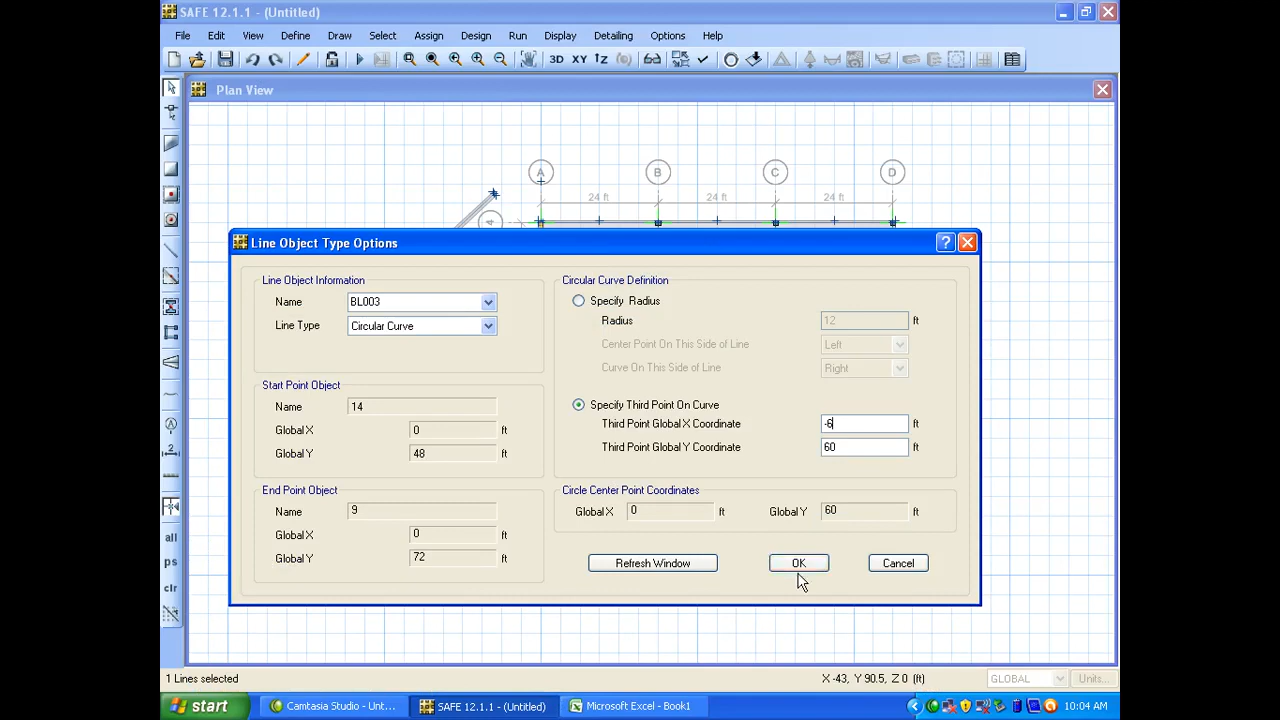 SAFE 12.1.1 - (Untitled)
File Edit View Define Draw Select Assign Design Run Display Detailing Options Help
3D XY
Plan View
A B C D
24 ft 24 ft 24 ft
4
Line Object Type Options
Line Object Information
Name BL003
Line Type Circular Curve
Start Point Object
Name 14
Global X 0 ft
Global Y 48 ft
End Point Object
Name 9
Global X 0 ft
Global Y 72 ft
Circular Curve Definition
Specify Radius
Radius 12 ft
Center Point On This Side of Line Left
Curve On This Side of Line Right
Specify Third Point On Curve
Third Point Global X Coordinate -6 ft
Third Point Global Y Coordinate 60 ft
Circle Center Point Coordinates
Global X 0 ft Global Y 60 ft
Refresh Window OK Cancel
all
ps
clr
1 Lines selected
X -43, Y 90.5, Z 0 (ft)
GLOBAL Units...
start Camtasia Studio - Unt... SAFE 12.1.1 - (Untitled) Microsoft Excel - Book1 10:04 AM